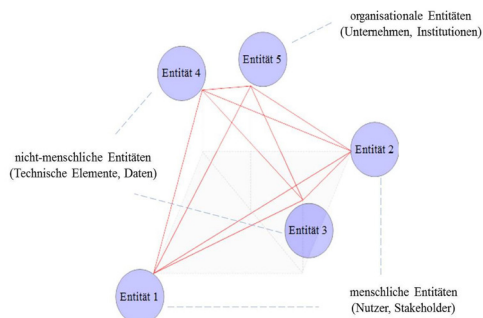 organisationale Entitäten
(Unternehmen, Institutionen)
Entität 5
Entität 4
Entität 2
nicht-menschliche Entitäten
(Technische Elemente, Daten)
Entität 3
Entität 1
menschliche Entitäten
(Nutzer, Stakeholder)